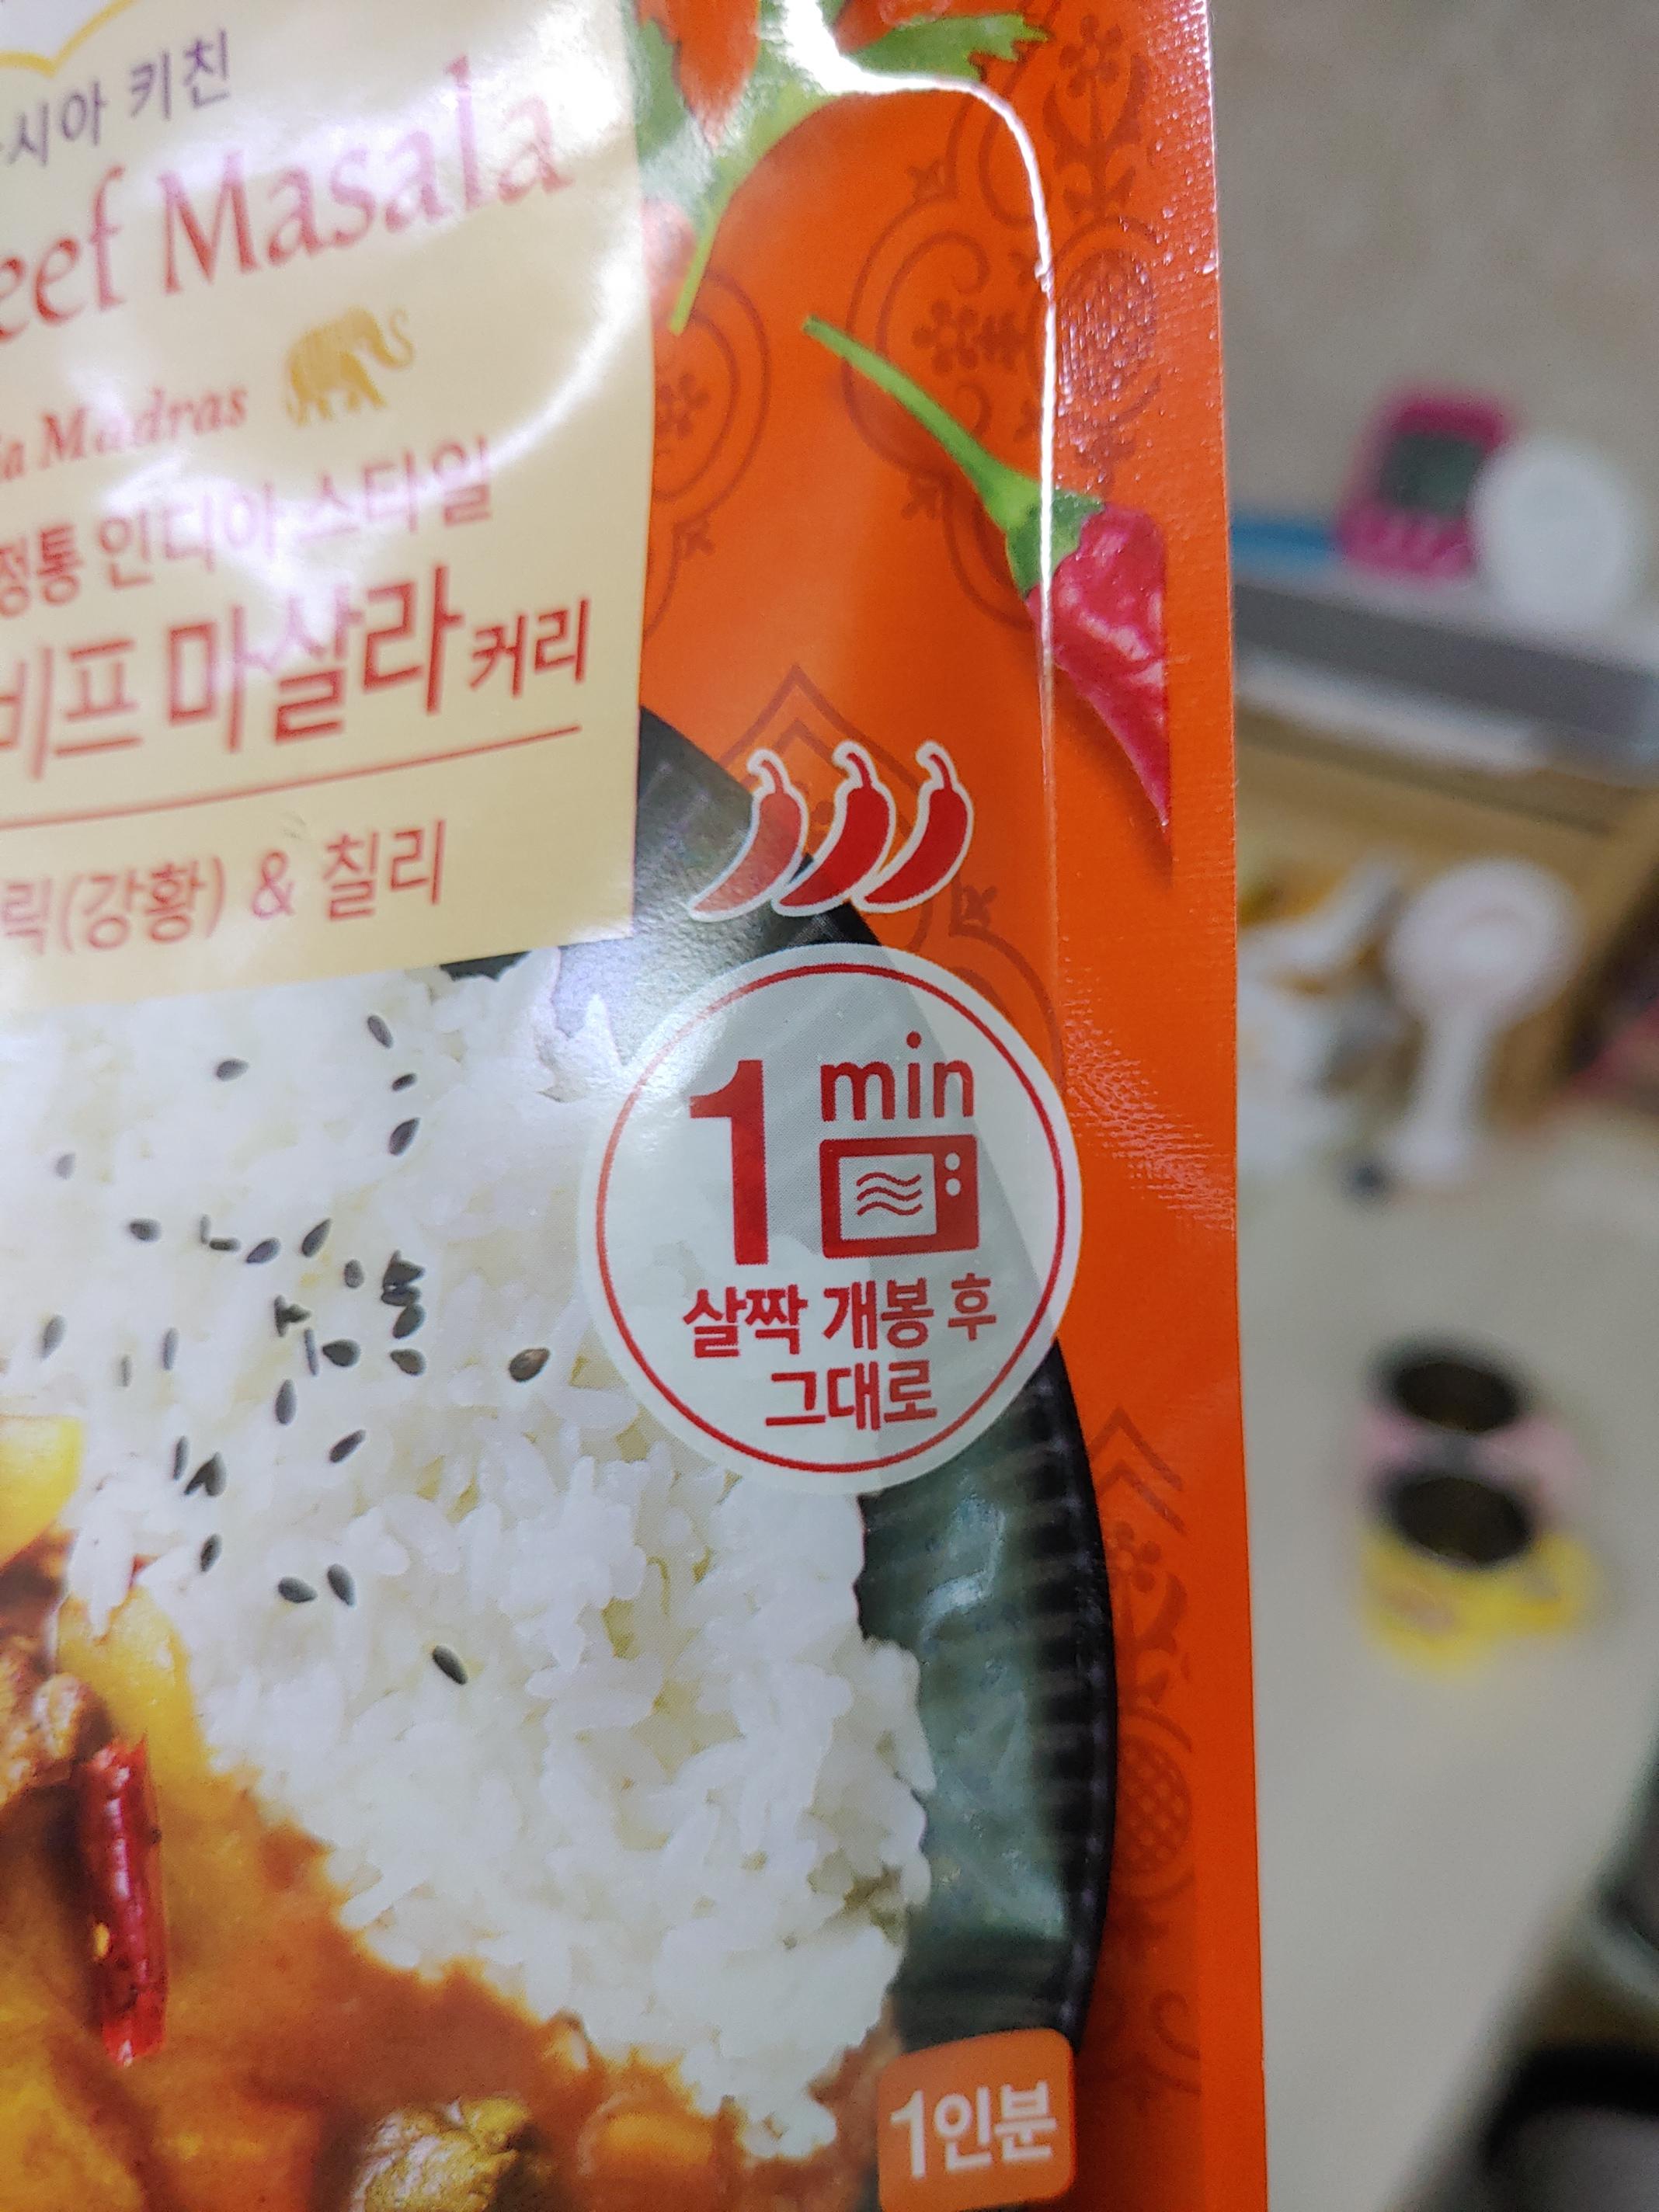 시아 키친
eef Masala
a Madras
정통 인디아 스타일
비프 마살라 커리
릭(강황) & 칠리
1 min
살짝 개봉 후
그대로
1인분